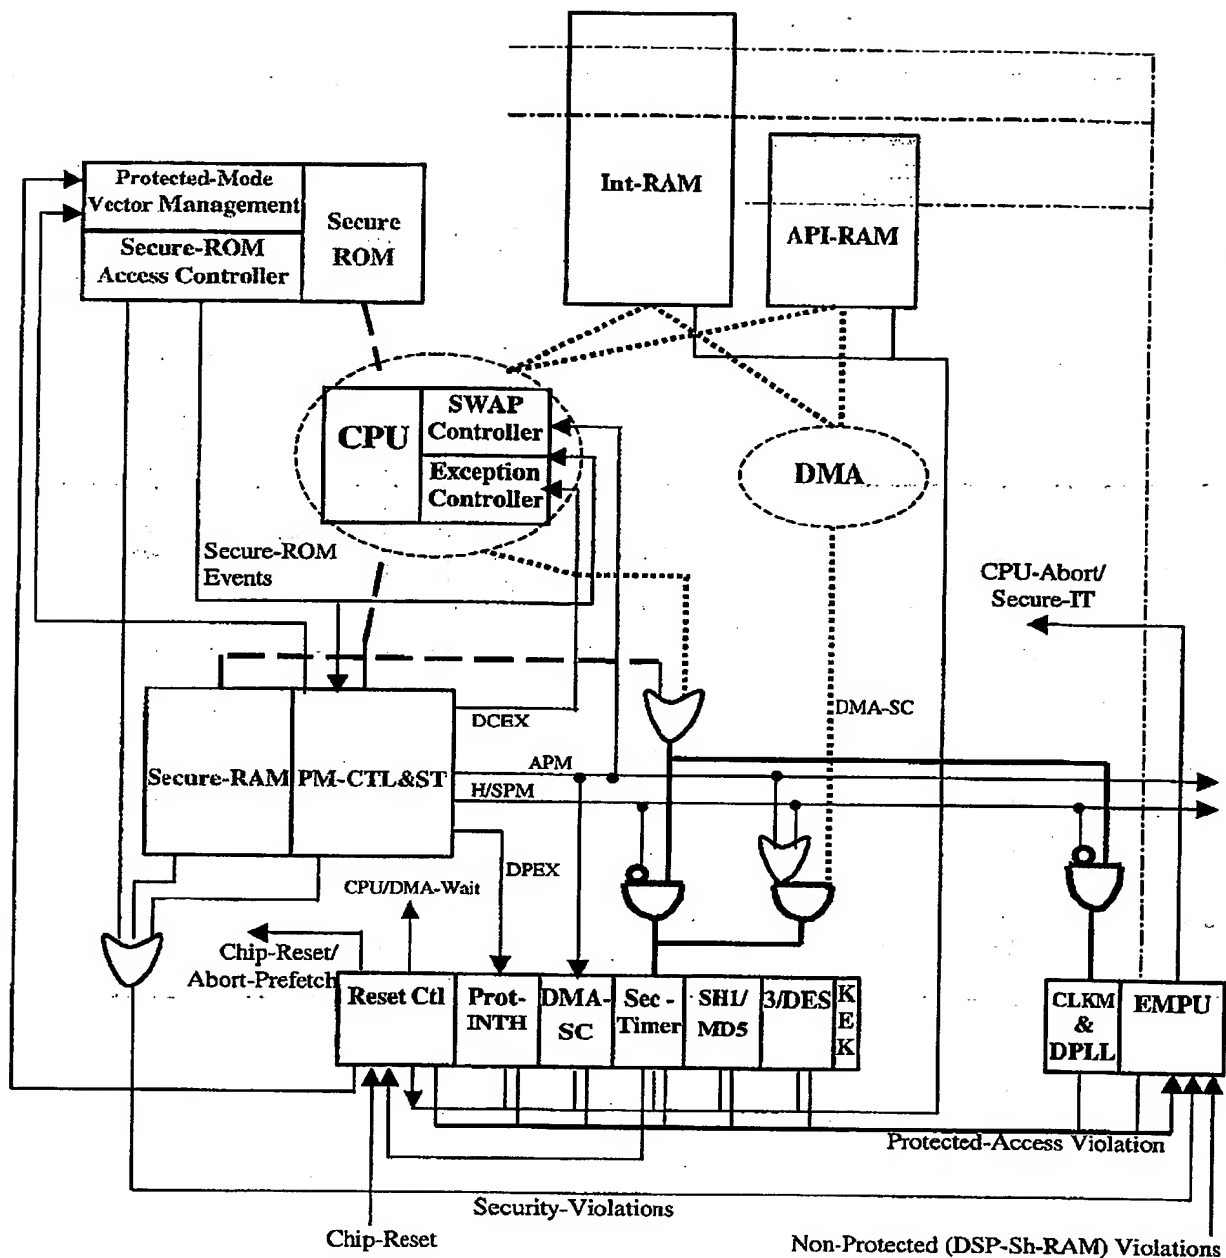 Int-RAM
API-RAM
Protected-Mode
Vector Management
Secure-ROM
Access Controller
Secure
ROM
CPU
SWAP
Controller
Exception
Controller
DMA
Secure-ROM
Events
CPU-Abort/
Secure-IT
DMA-SC
Secure-RAM
PM-CTL&ST
DCEX
APM
H/SPM
DPEX
CPU/DMA-Wait
Chip-Reset/
Abort-Prefetch
Reset Ctl
Prot-
INTH
DMA-
SC
Sec-
Timer
SH1/
MD5
3/DES
K
E
K
CLKM
&
DPLL
EMPU
Protected-Access Violation
Security-Violations
Chip-Reset
Non-Protected (DSP-Sh-RAM) Violations